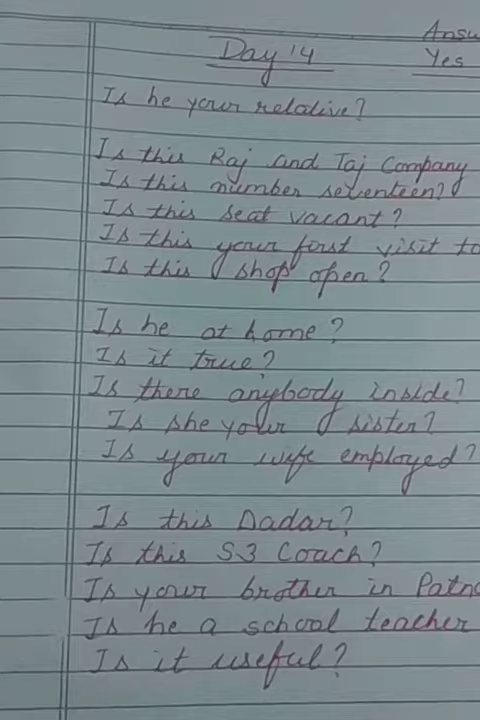 Answ
Day 14
Yes
Is he your relative?
Is this Raj and Taj Company
Is this number seventeen?
Is this seat vacant?
Is this your first visit to
Is this shop open?
Is he at home?
Is it true?
Is there anybody inside?
Is she your sister?
Is your wife employed?
Is this Dadar?
Is this S3 Coach?
Is your brother in Patna
Is he a school teacher
Is it useful?